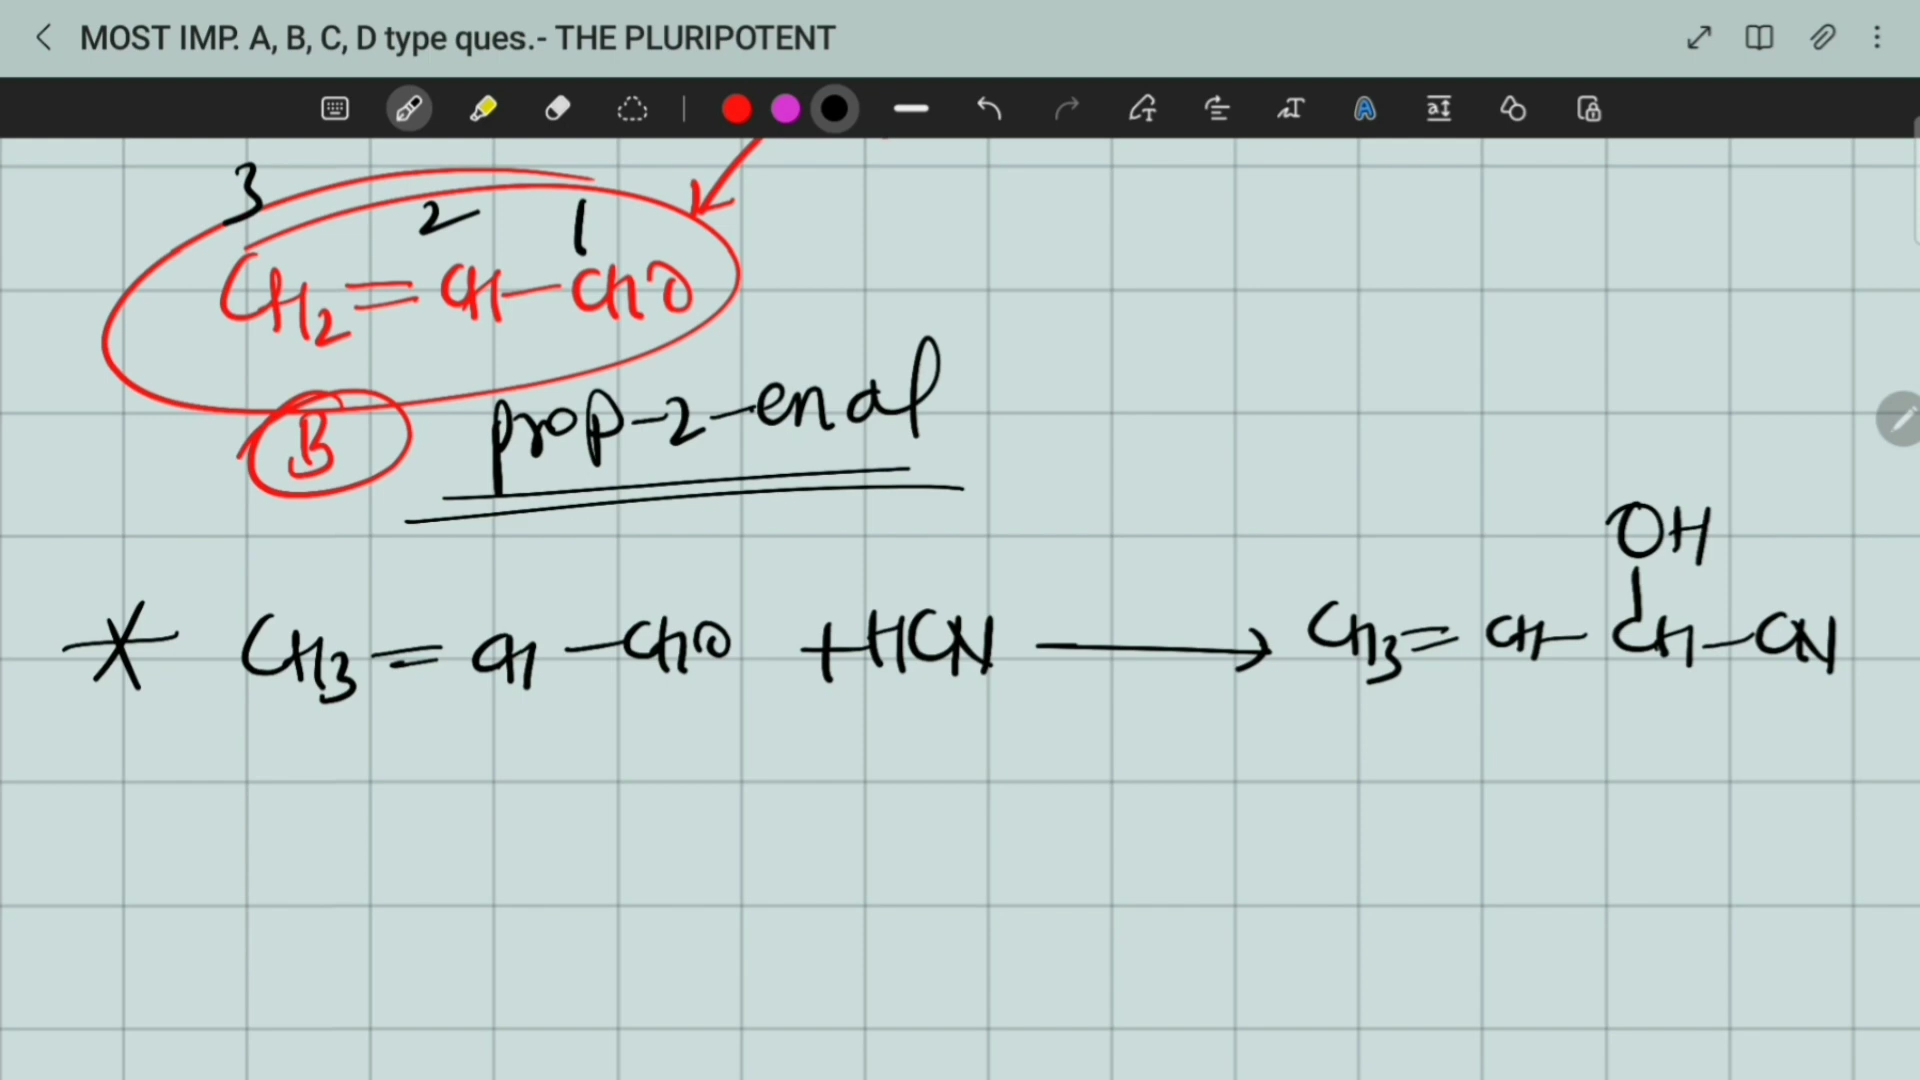 MOST IMP. A, B, C, D type ques.- THE PLURIPOTENT
3 2 1
CH2=CH-CHO
B prop-2-enal
OH
* CH3=CH-CHO +HCN ⟶ CH3=CH-CH-CN